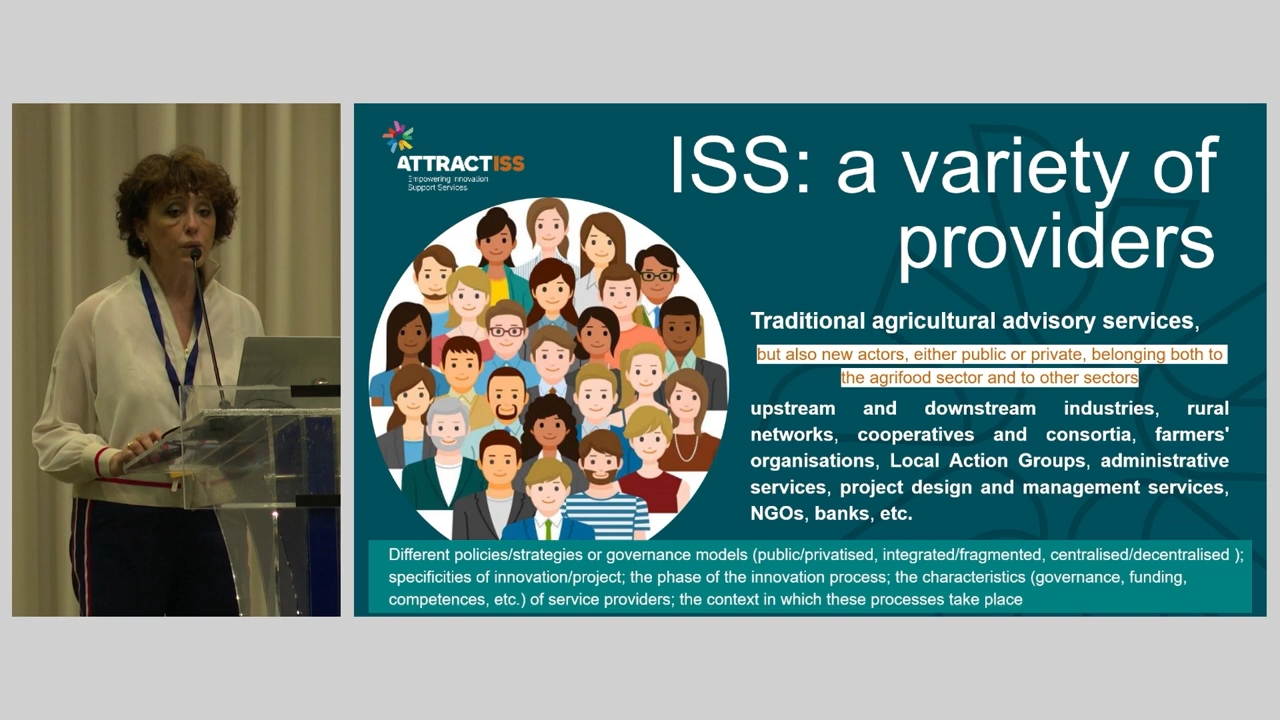 ATTRACTISS
Empowering Innovation
Support Services
ISS: a variety of
providers
Traditional agricultural advisory services,
but also new actors, either public or private, belonging both to
the agrifood sector and to other sectors
upstream and downstream industries, rural
networks, cooperatives and consortia, farmers'
organisations, Local Action Groups, administrative
services, project design and management services,
NGOs, banks, etc.
Different policies/strategies or governance models (public/privatised, integrated/fragmented, centralised/decentralised );
specificities of innovation/project; the phase of the innovation process; the characteristics (governance, funding,
competences, etc.) of service providers; the context in which these processes take place